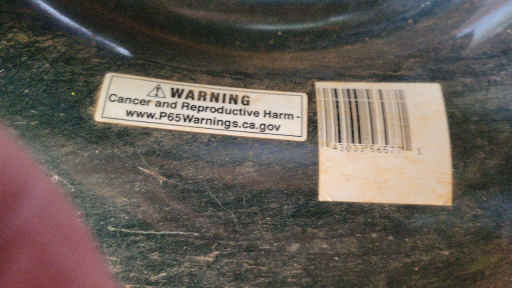 ⚠ WARNING
Cancer and Reproductive Harm -
www.P65Warnings.ca.gov